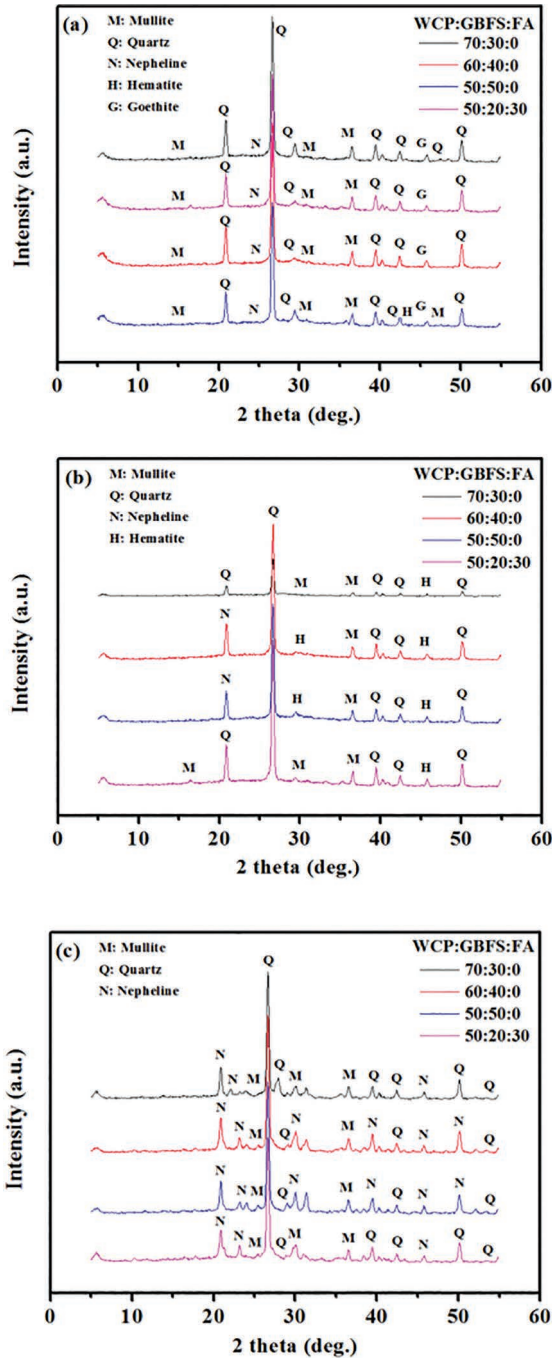 (a)
M: Mullite
Q: Quartz
N: Nepheline
H: Hematite
G: Goethite
Q
WCP:GBFS:FA
70:30:0
60:40:0
50:50:0
50:20:30
M Q N Q M M Q Q G Q Q
M Q N Q M M Q Q G Q
M Q N Q M M Q Q G Q
M Q N Q M M Q Q H G M Q
Intensity (a.u.)
0 10 20 30 40 50 60
2 theta (deg.)
(b)
M: Mullite
Q: Quartz
N: Nepheline
H: Hematite
Q
WCP:GBFS:FA
70:30:0
60:40:0
50:50:0
50:20:30
Q M M Q Q H Q
N H M Q Q H Q
N H M Q Q H Q
M Q M M Q Q H Q
Intensity (a.u.)
0 10 20 30 40 50 60
2 theta (deg.)
(c)
M: Mullite
Q: Quartz
N: Nepheline
Q
WCP:GBFS:FA
70:30:0
60:40:0
50:50:0
50:20:30
N N M Q M M Q Q N Q Q
N N M Q N M N Q N N Q
N N M Q N M N Q N N Q
N N M Q M M Q Q N Q Q
Intensity (a.u.)
0 10 20 30 40 50 60
2 theta (deg.)